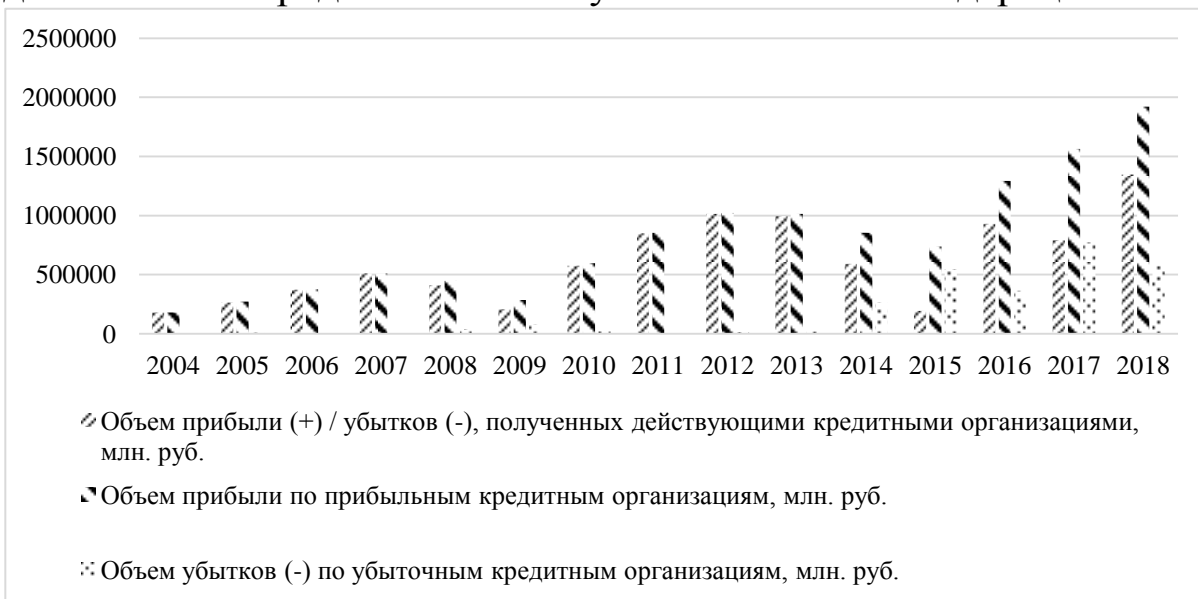 2500000
2000000
1500000
1000000
500000
0
2004 2005 2006 2007 2008 2009 2010 2011 2012 2013 2014 2015 2016 2017 2018
Объем прибыли (+) / убытков (-), полученных действующими кредитными организациями,
млн. руб.
Объем прибыли по прибыльным кредитным организациям, млн. руб.
Объем убытков (-) по убыточным кредитным организациям, млн. руб.